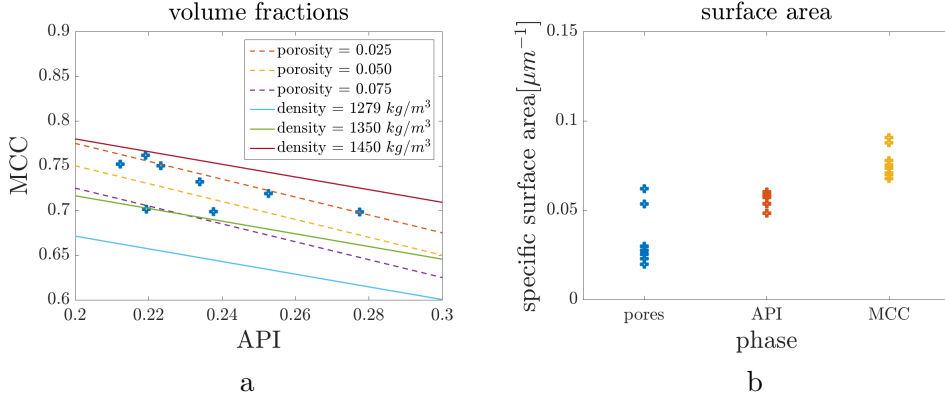 volume fractions
0.9
0.85
0.8
0.75
0.7
0.65
0.6
MCC
porosity = 0.025
porosity = 0.050
porosity = 0.075
density = 1279 kg/m³
density = 1350 kg/m³
density = 1450 kg/m³
0.2 0.22 0.24 0.26 0.28 0.3
API
a
surface area
0.15
0.1
0.05
0
specific surface area[μm⁻¹]
pores API MCC
phase
b